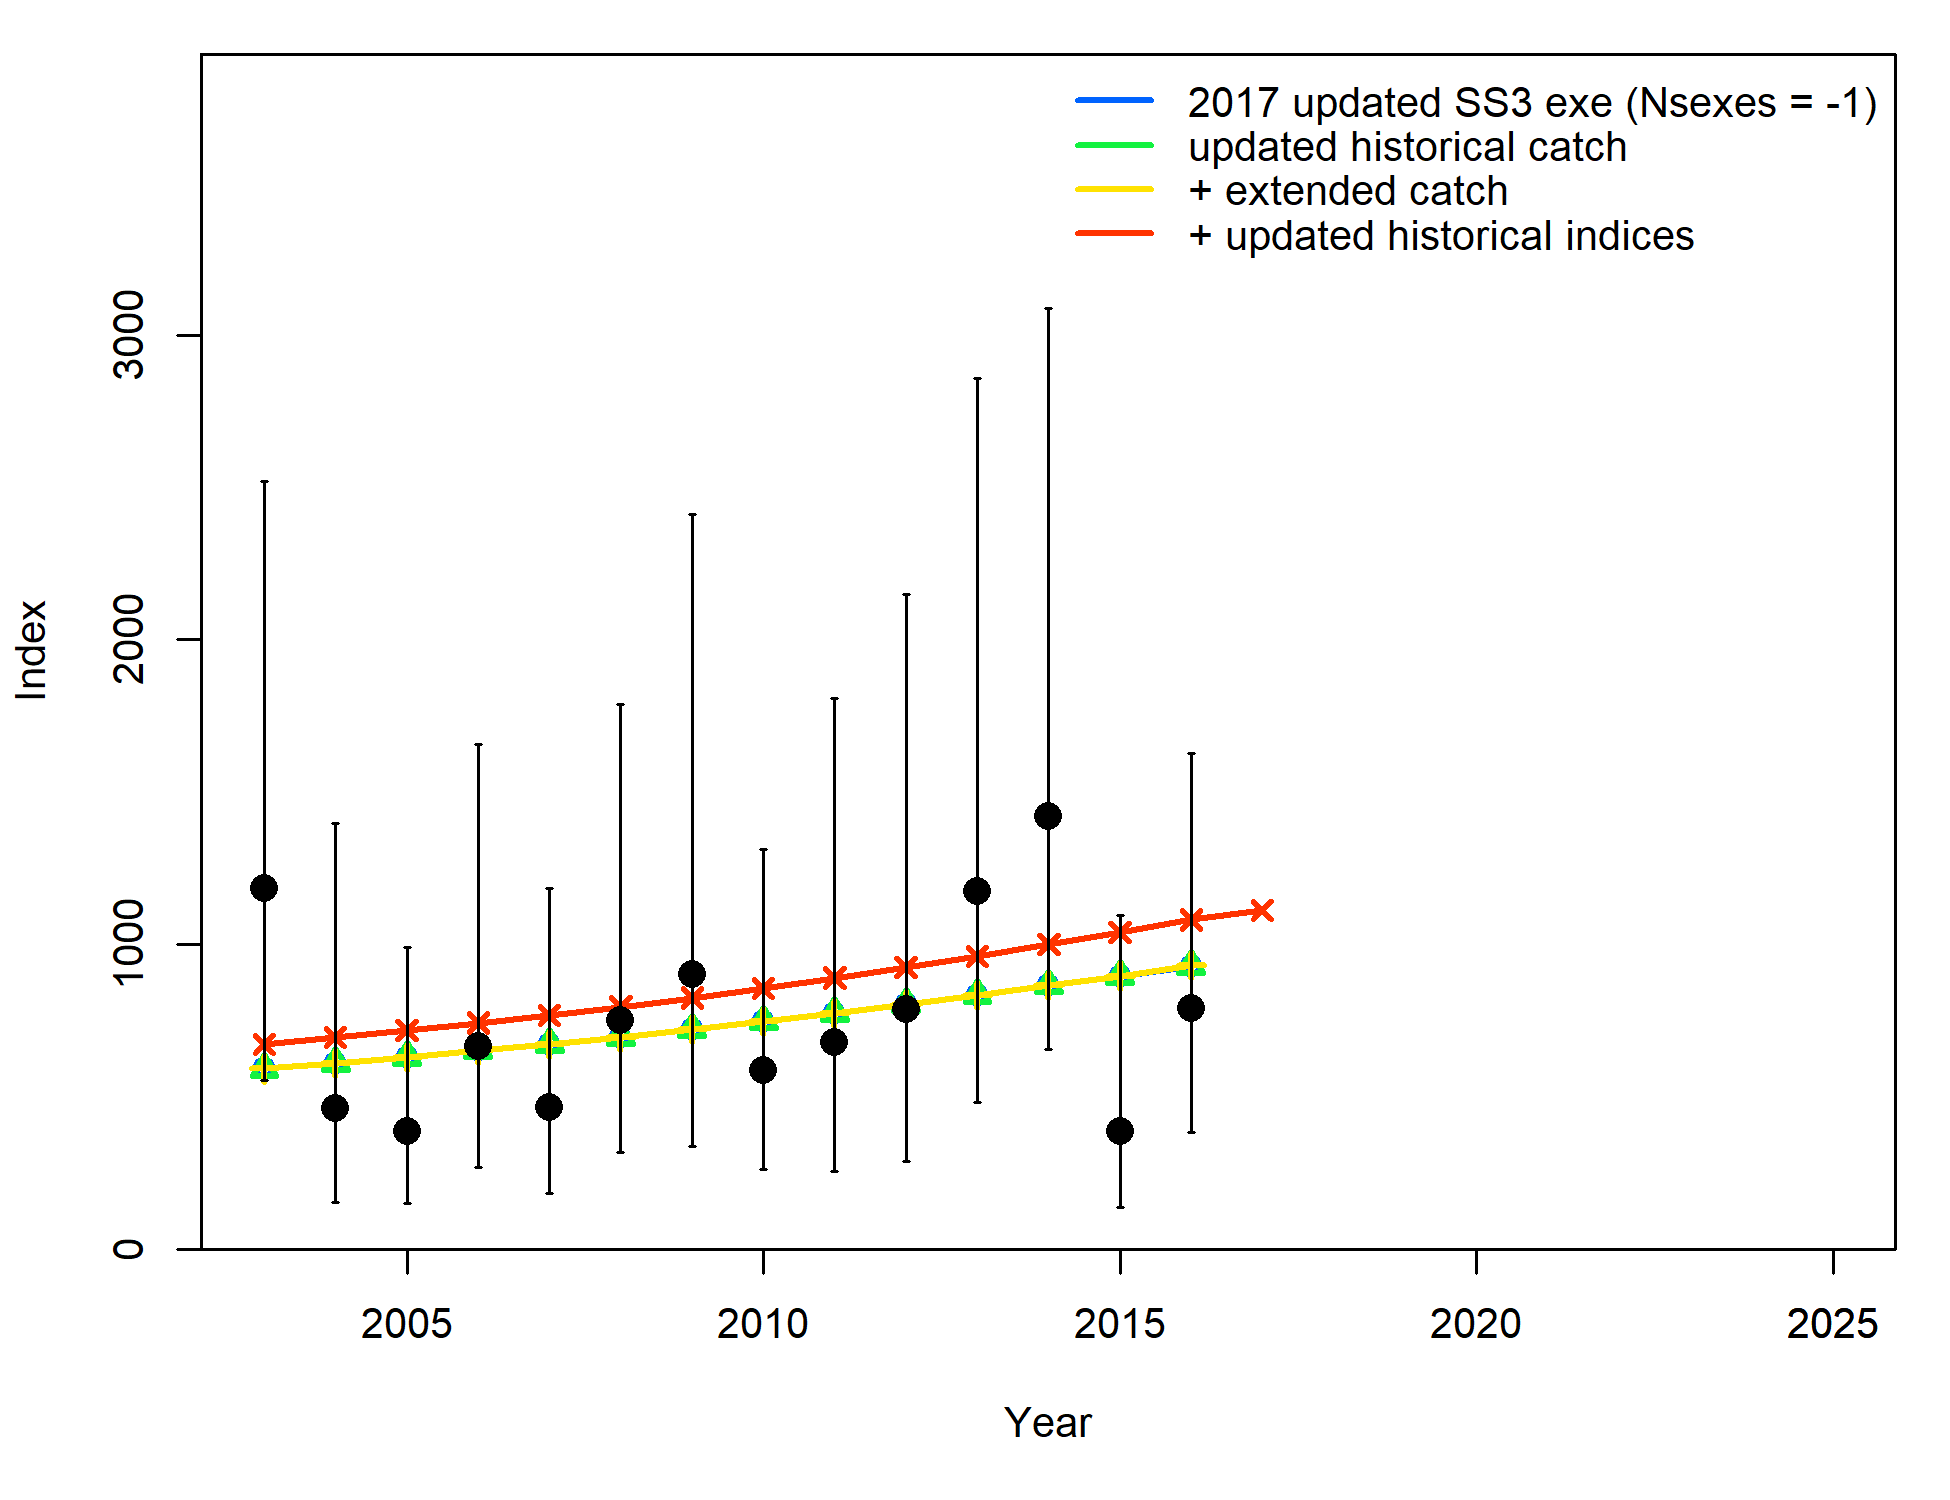 2017 updated SS3 exe (Nsexes = -1)
updated historical catch
+ extended catch
+ updated historical indices
3000
2000
1000
0
Index
2005 2010 2015 2020 2025
Year